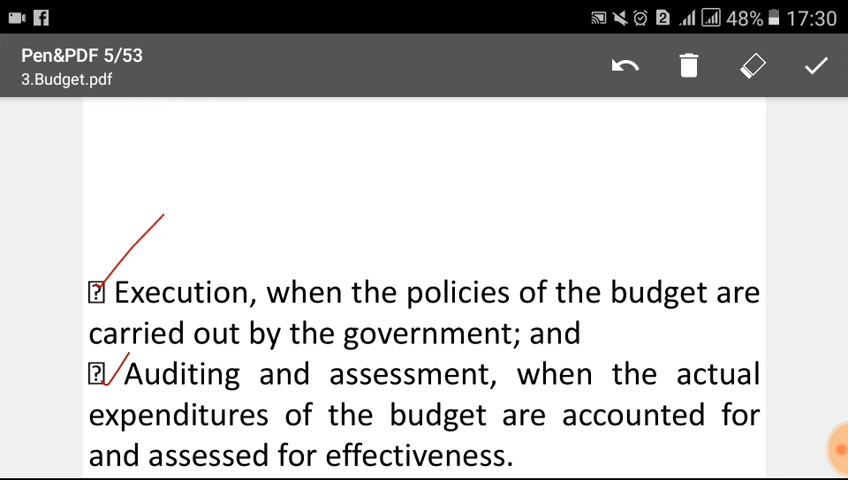 48% 17:30
Pen&PDF 5/53
3.Budget.pdf
Execution, when the policies of the budget are
carried out by the government; and
Auditing and assessment, when the actual
expenditures of the budget are accounted for
and assessed for effectiveness.